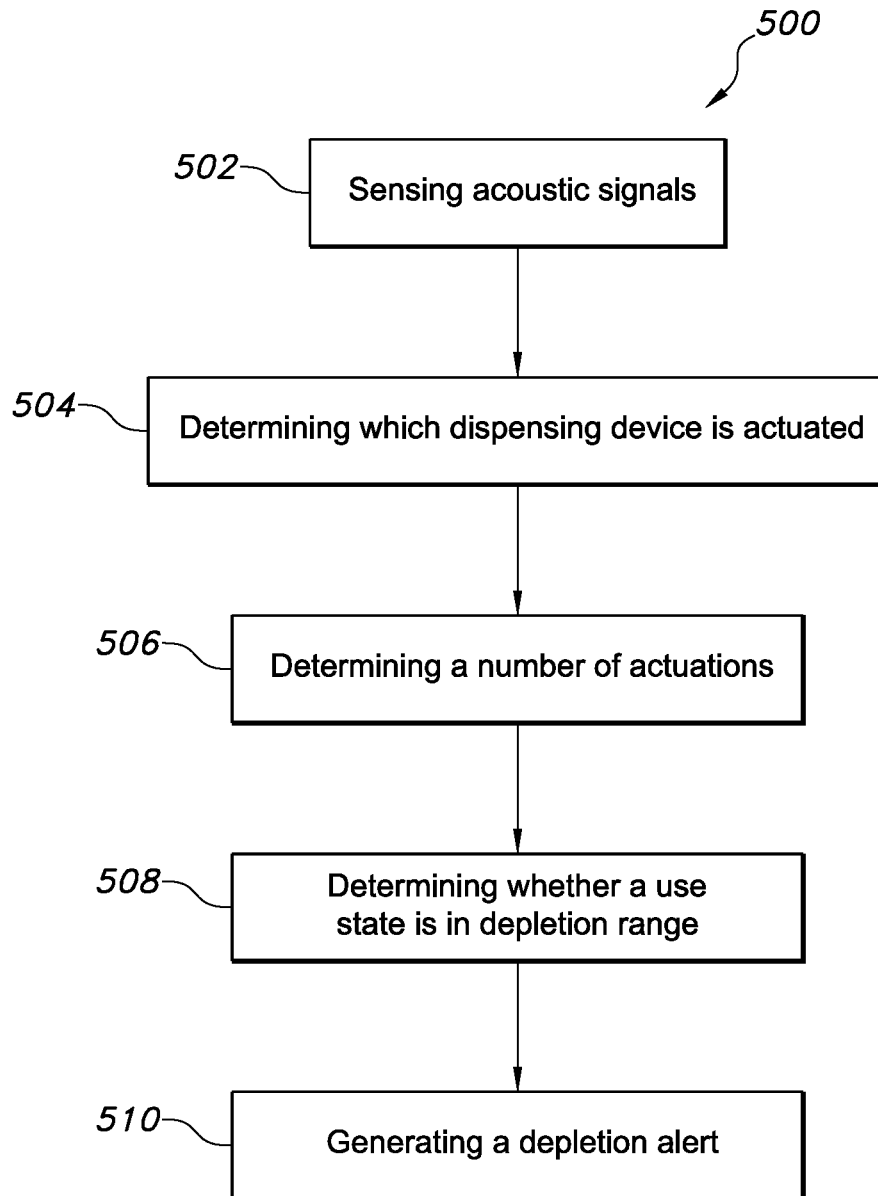 500
502
Sensing acoustic signals
504
Determining which dispensing device is actuated
506
Determining a number of actuations
508
Determining whether a use
state is in depletion range
510
Generating a depletion alert